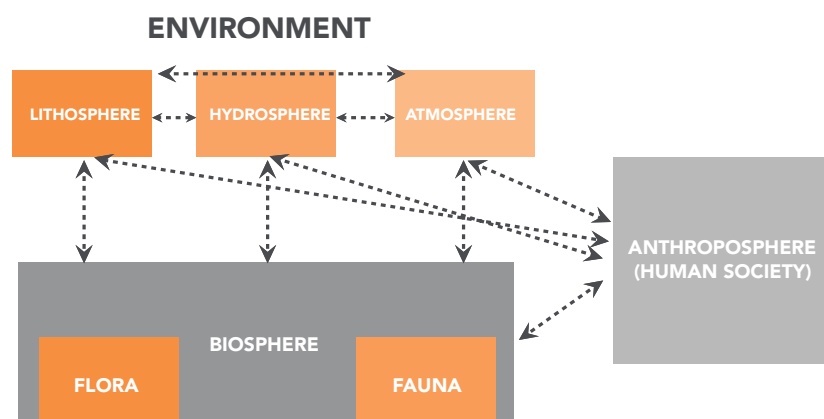 ENVIRONMENT
LITHOSPHERE
HYDROSPHERE
ATMOSPHERE
ANTHROPOSPHERE
(HUMAN SOCIETY)
BIOSPHERE
FLORA
FAUNA